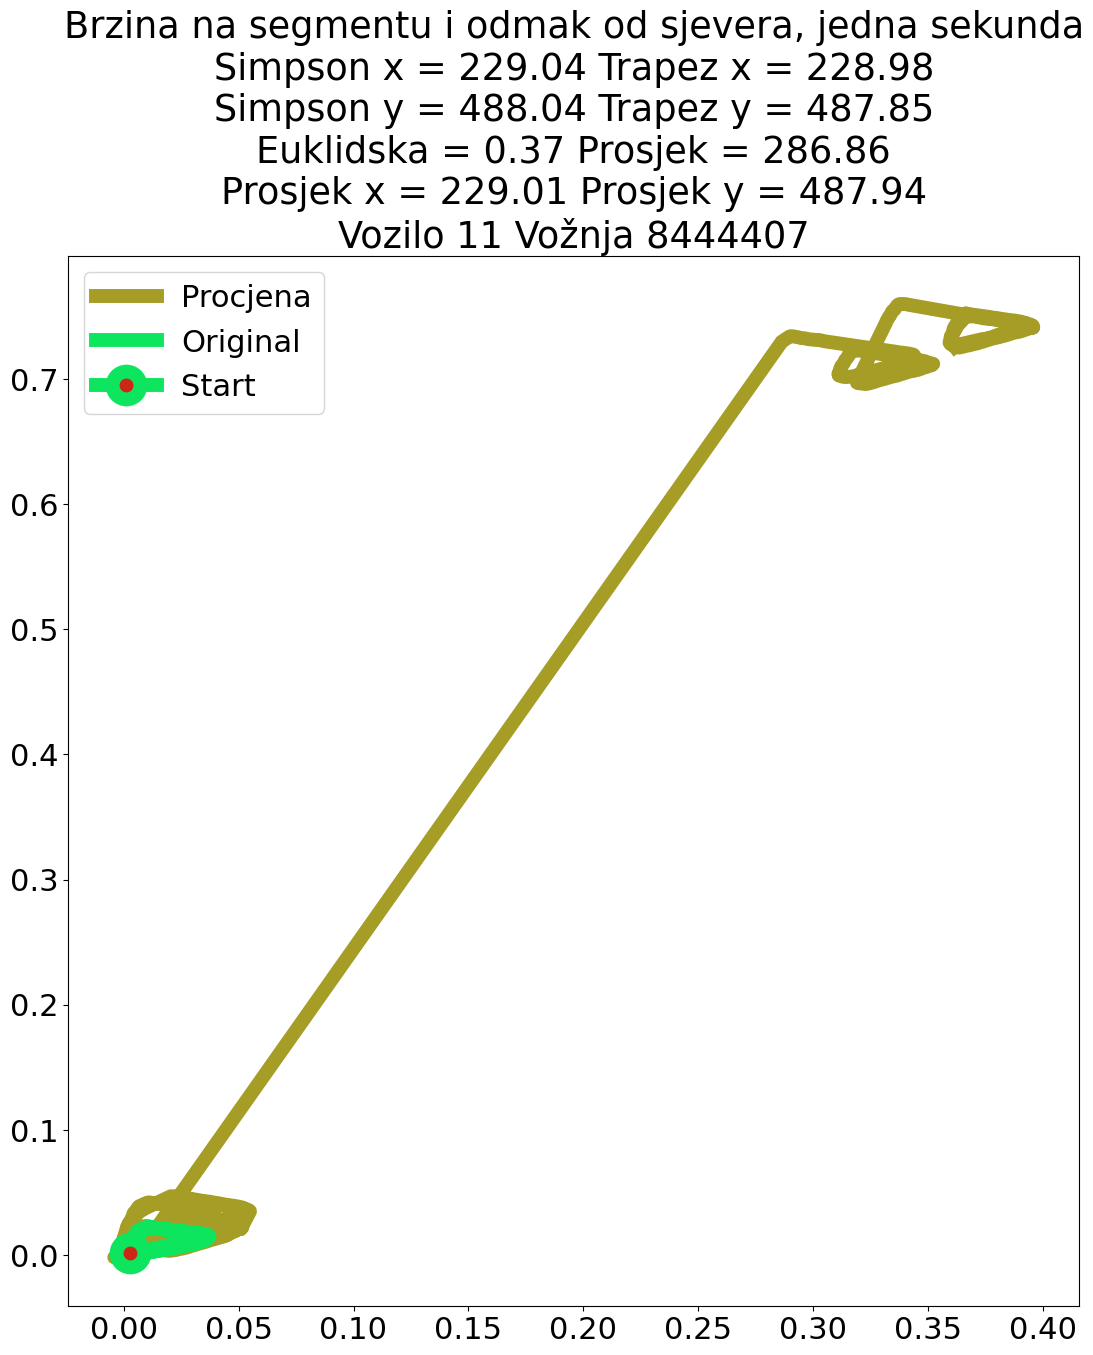 Brzina na segmentu i odmak od sjevera, jedna sekunda
Simpson x = 229.04 Trapez x = 228.98
Simpson y = 488.04 Trapez y = 487.85
Euklidska = 0.37 Prosjek = 286.86
Prosjek x = 229.01 Prosjek y = 487.94
Vozilo 11 Vožnja 8444407
Procjena
Original
Start
0.7
0.6
0.5
0.4
0.3
0.2
0.1
0.0
0.00 0.05 0.10 0.15 0.20 0.25 0.30 0.35 0.40